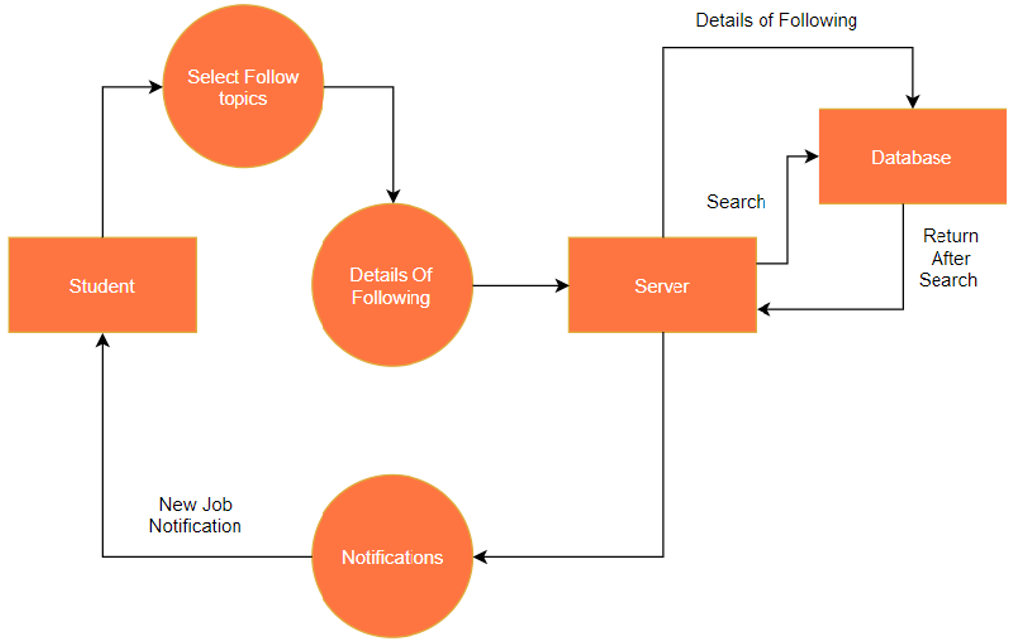 Details of Following
Select Follow
topics
Database
Search
Return
After
Search
Student
Details Of
Following
Server
New Job
Notification
Notifications